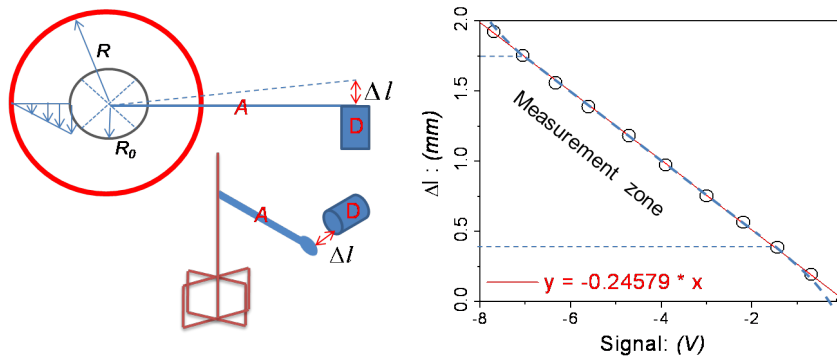 R
R0
A
Δl
D
A
D
Δl
Δl : (mm)
2.0
1.5
1.0
0.5
0.0
Measurement zone
y = -0.24579 * x
-8
-6
-4
-2
Signal: (V)